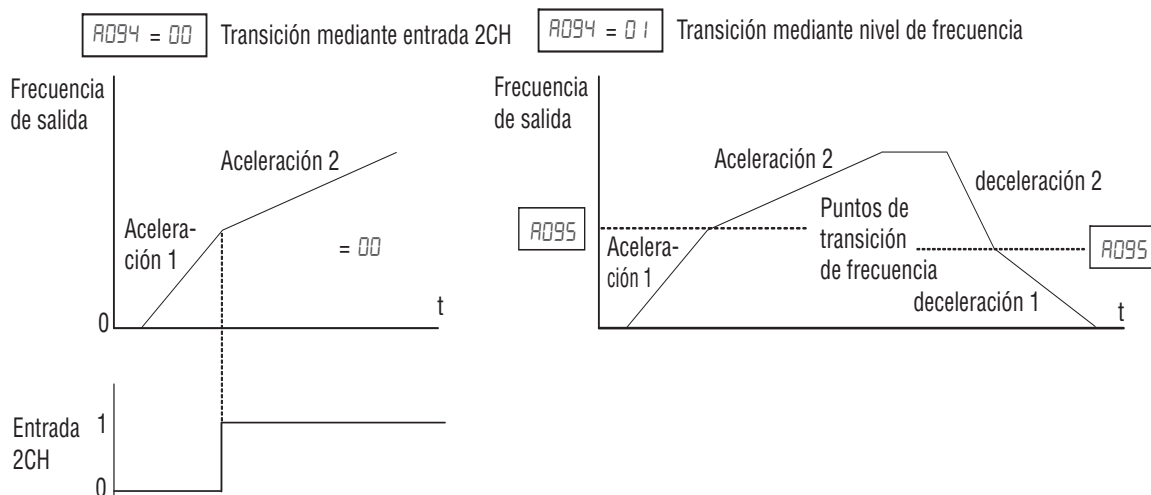 A094 = 00 Transición mediante entrada 2CH
A094 = 01 Transición mediante nivel de frecuencia
Frecuencia
de salida
Aceleración 2
Acelera-
ción 1
= 00
0
t
Entrada
2CH
1
0
Frecuencia
de salida
Aceleración 2
deceleración 2
A095
Puntos de
transición
de frecuencia
A095
Acelera-
ción 1
deceleración 1
t